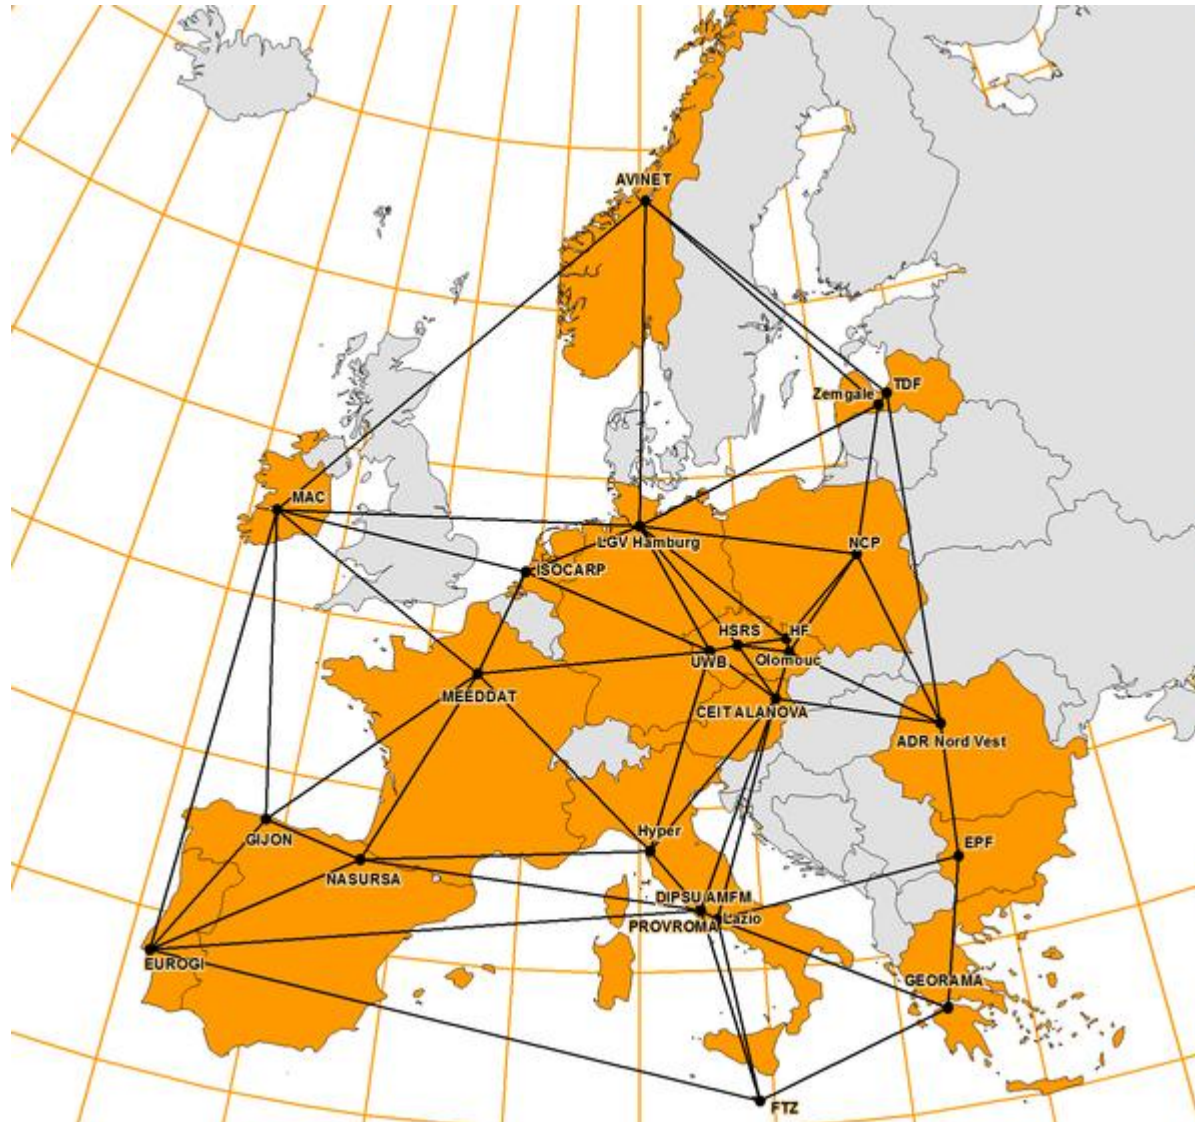 AVINET
TDF
Zemgale
MAC
LGV Hamburg
NCP
ISOCARP
HSRS
HF
UWB
Olomouc
MEEDDAT
CEIT ALANOVA
ADR Nord Vest
GIJON
Hyper
EPF
NASURSA
DIPSU AMFM
PROVROMA
Lazio
EUROGI
GEORAMA
FTZ